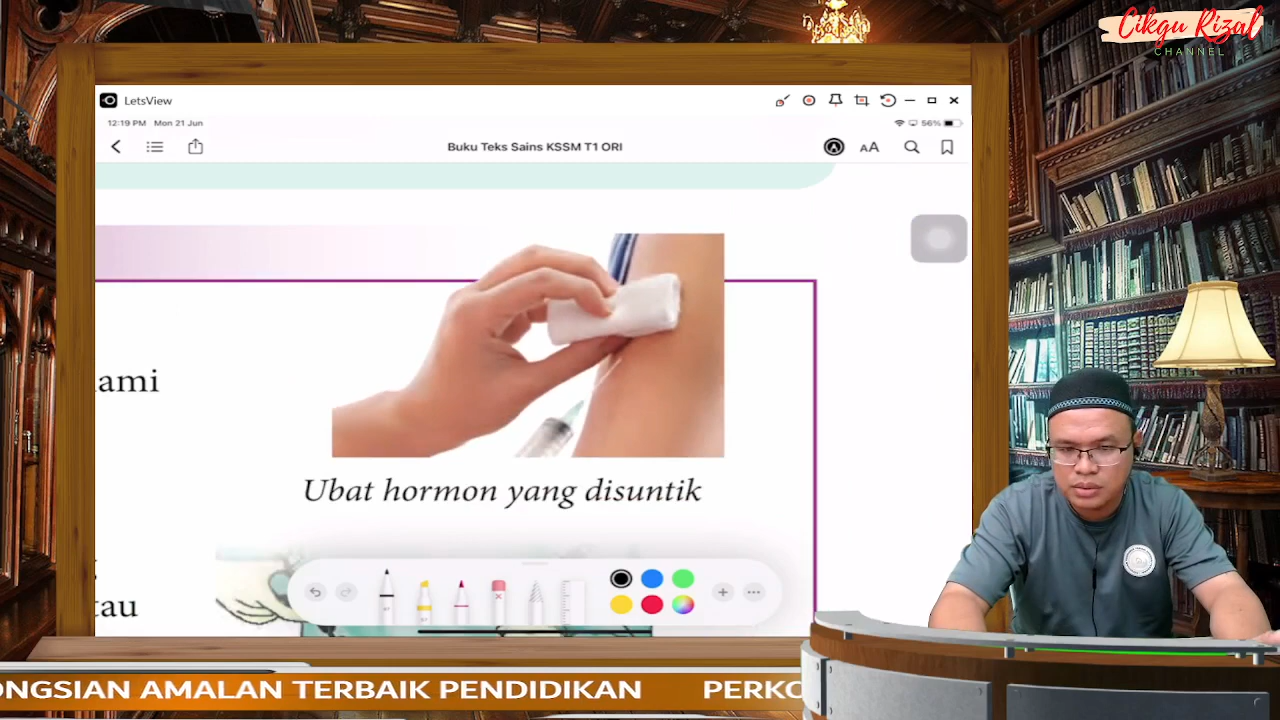 Cikgu Rizal
CHANNEL
LetsView
12:19 PM Mon 21 Jun
56%
Buku Teks Sains KSSM T1 ORI
AA
ami
Ubat hormon yang disuntik
tau
ONGSIAN AMALAN TERBAIK PENDIDIKAN PERKO